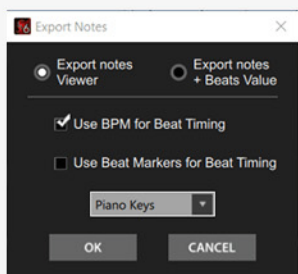 Export Notes
Export notes
Viewer
Export notes
+ Beats Value
Use BPM for Beat Timing
Use Beat Markers for Beat Timing
Piano Keys
OK
CANCEL